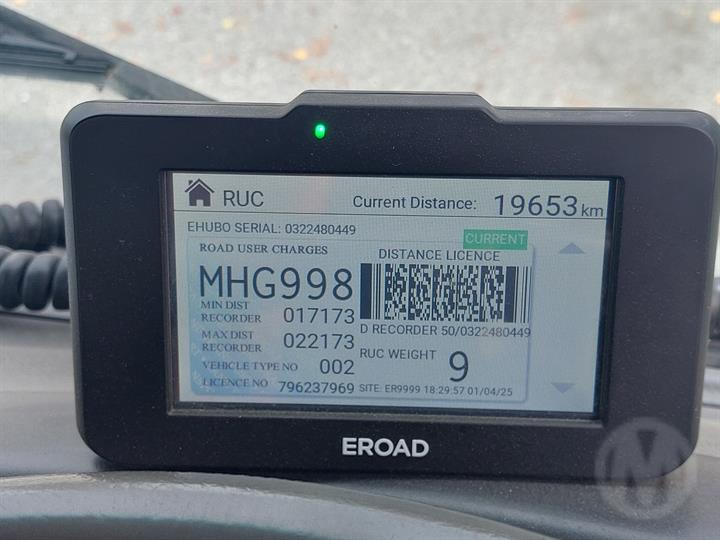 RUC Current Distance: 19653 km
EHUBO SERIAL: 0322480449
CURRENT
ROAD USER CHARGES DISTANCE LICENCE
MHG998
MIN DIST
RECORDER 017173
D RECORDER 50/0322480449
MAX DIST
RECORDER 022173
RUC WEIGHT 9
VEHICLE TYPE NO 002
LICENCE NO 796237969 SITE: ER9999 18:29:57 01/04/25
EROAD
M